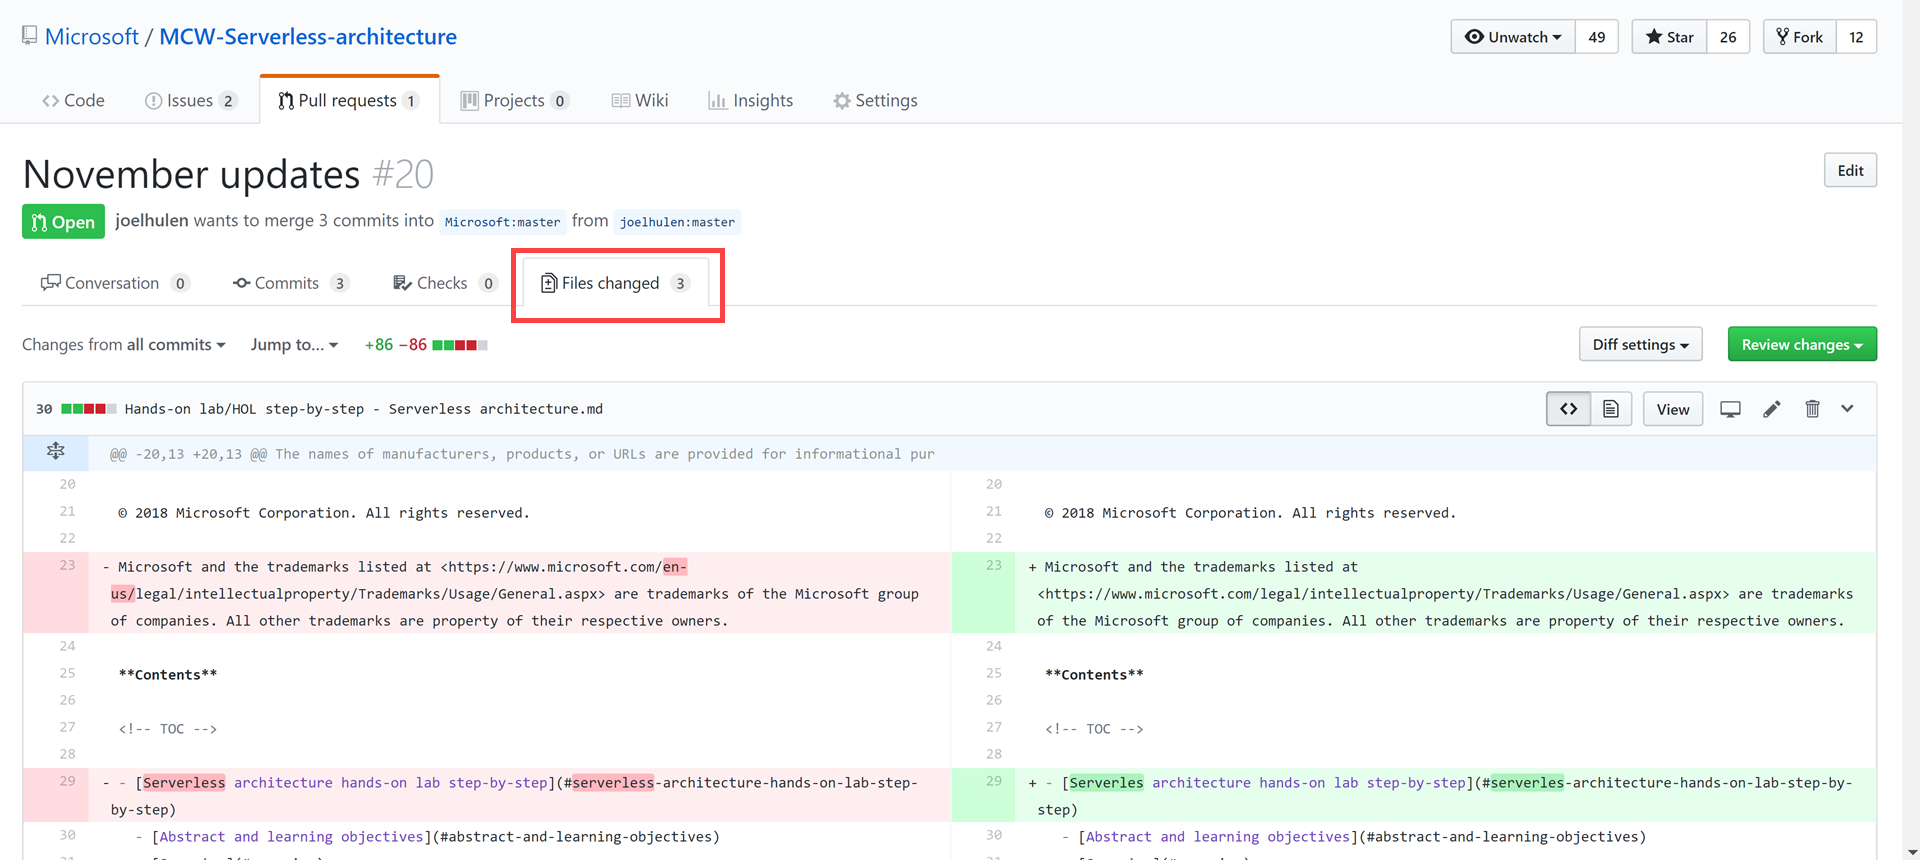 Microsoft / MCW-Serverless-architecture
Unwatch 49 Star 26 Fork 12
Code Issues 2 Pull requests 1 Projects 0 Wiki Insights Settings
November updates #20
Edit
Open joelhulen wants to merge 3 commits into Microsoft:master from joelhulen:master
Conversation 0 Commits 3 Checks 0 Files changed 3
Changes from all commits Jump to... +86 −86
Diff settings Review changes
30 Hands-on lab/HOL step-by-step - Serverless architecture.md
View
@@ -20,13 +20,13 @@ The names of manufacturers, products, or URLs are provided for informational pur
20
21 © 2018 Microsoft Corporation. All rights reserved.
22
23 - Microsoft and the trademarks listed at <https://www.microsoft.com/en-
us/legal/intellectualproperty/Trademarks/Usage/General.aspx> are trademarks of the Microsoft group
of companies. All other trademarks are property of their respective owners.
24
25 **Contents**
26
27 <!-- TOC -->
28
29 - - [Serverless architecture hands-on lab step-by-step](#serverless-architecture-hands-on-lab-step-
by-step)
30 - [Abstract and learning objectives](#abstract-and-learning-objectives)
20
21 © 2018 Microsoft Corporation. All rights reserved.
22
23 + Microsoft and the trademarks listed at
<https://www.microsoft.com/legal/intellectualproperty/Trademarks/Usage/General.aspx> are trademarks
of the Microsoft group of companies. All other trademarks are property of their respective owners.
24
25 **Contents**
26
27 <!-- TOC -->
28
29 + - [Serverles architecture hands-on lab step-by-step](#serverles-architecture-hands-on-lab-step-by-
step)
30 - [Abstract and learning objectives](#abstract-and-learning-objectives)